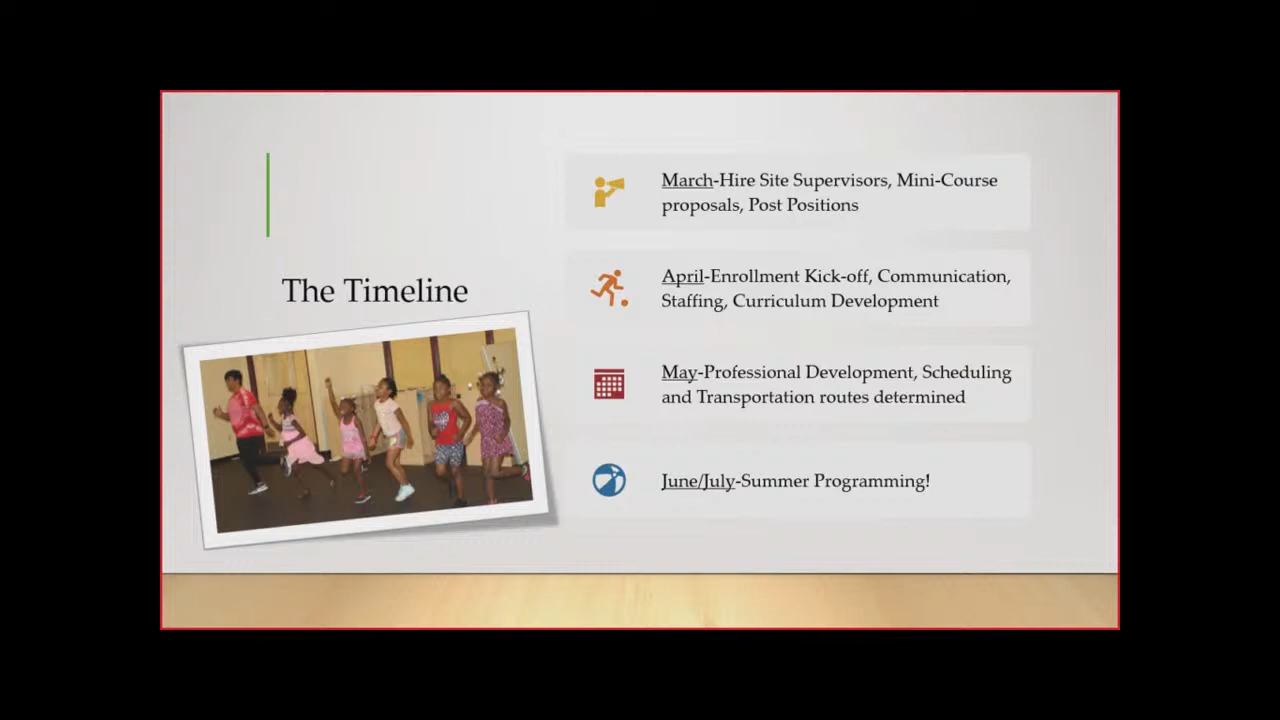 The Timeline
March-Hire Site Supervisors, Mini-Course
proposals, Post Positions
April-Enrollment Kick-off, Communication,
Staffing, Curriculum Development
May-Professional Development, Scheduling
and Transportation routes determined
June/July-Summer Programming!